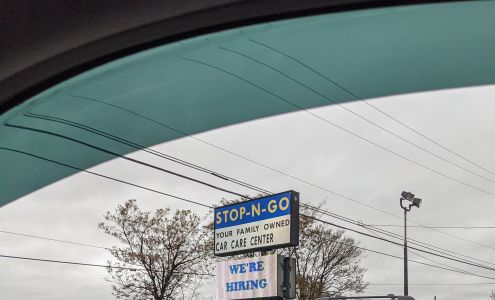 STOP-N-GO
YOUR FAMILY OWNED
CAR CARE CENTER
WE'RE
HIRING